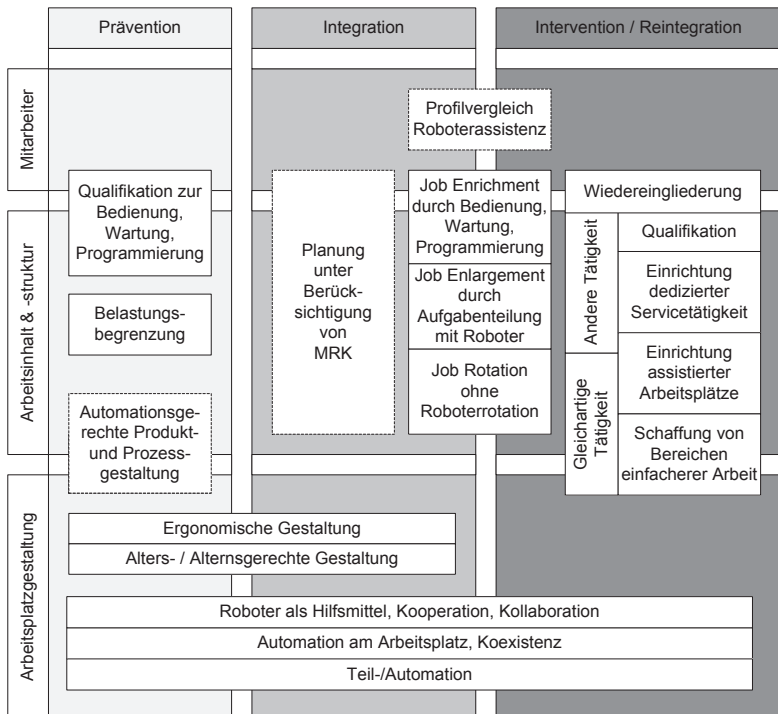 Prävention
Integration
Intervention / Reintegration
Mitarbeiter
Profilvergleich
Roboterassistenz
Arbeitsinhalt & -struktur
Qualifikation zur
Bedienung,
Wartung,
Programmierung
Belastungs-
begrenzung
Automationsge-
rechte Produkt-
und Prozess-
gestaltung
Planung
unter
Berück-
sichtigung
von
MRK
Job Enrichment
durch Bedienung,
Wartung,
Programmierung
Job Enlargement
durch
Aufgabenteilung
mit Roboter
Job Rotation
ohne
Roboterrotation
Wiedereingliederung
Andere Tätigkeit
Qualifikation
Einrichtung
dedizierter
Servicetätigkeit
Gleichartige
Tätigkeit
Einrichtung
assistierter
Arbeitsplätze
Schaffung von
Bereichen
einfacherer Arbeit
Arbeitsplatzgestaltung
Ergonomische Gestaltung
Alters- / Alternsgerechte Gestaltung
Roboter als Hilfsmittel, Kooperation, Kollaboration
Automation am Arbeitsplatz, Koexistenz
Teil-/Automation